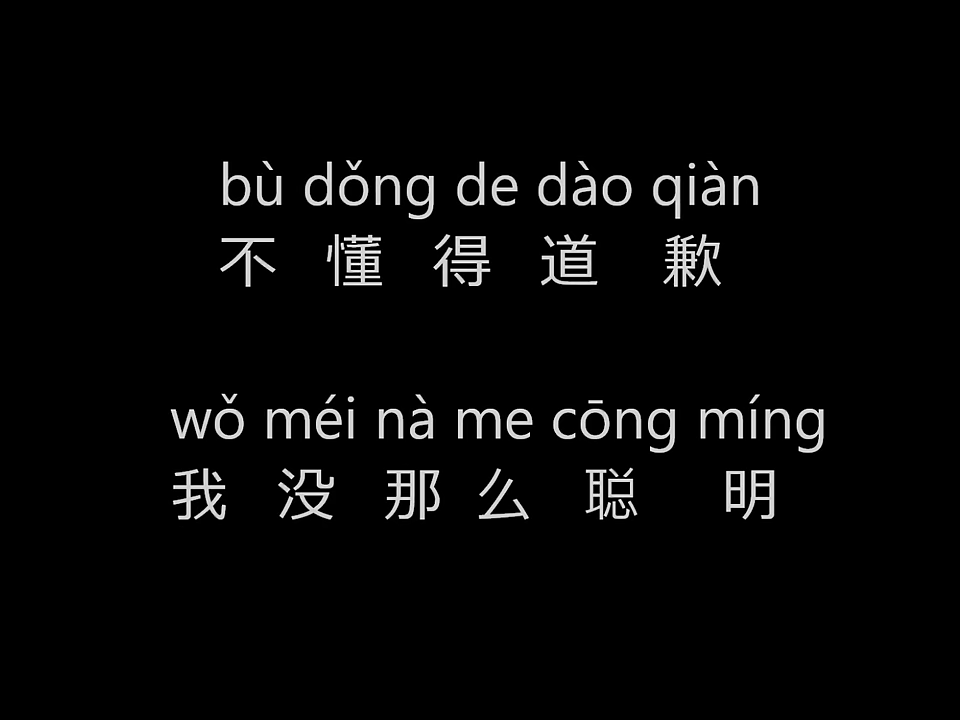 bù dǒng de dào qiàn
不 懂 得 道 歉
wǒ méi nà me cōng míng
我 没 那 么 聪 明